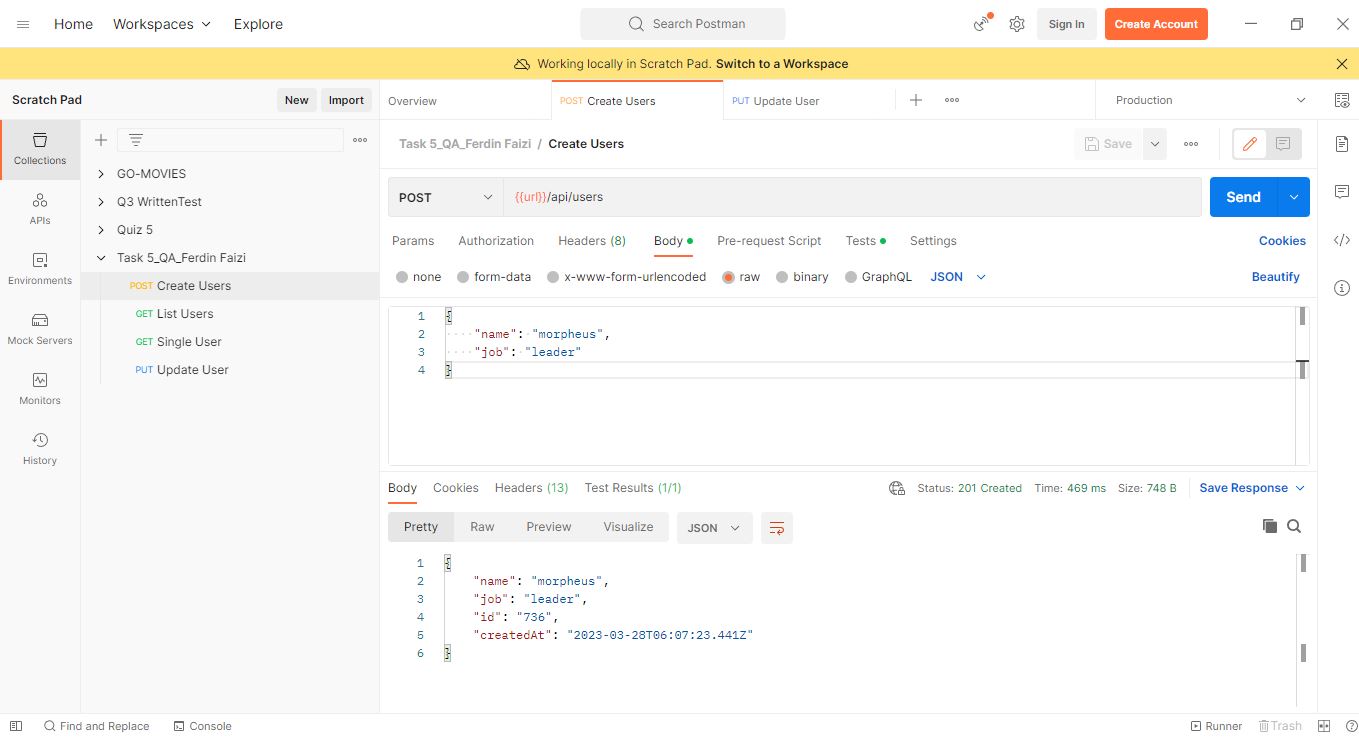 Home Workspaces Explore Search Postman Sign In Create Account
Working locally in Scratch Pad. Switch to a Workspace
Scratch Pad New Import Overview POST Create Users PUT Update User Production
Collections
APIs
Environments
Mock Servers
Monitors
History
GO-MOVIES
Q3 WrittenTest
Quiz 5
Task 5_QA_Ferdin Faizi
POST Create Users
GET List Users
GET Single User
PUT Update User
Task 5_QA_Ferdin Faizi / Create Users Save
POST {{url}}/api/users Send
Params Authorization Headers (8) Body Pre-request Script Tests Settings Cookies
none form-data x-www-form-urlencoded raw binary GraphQL JSON Beautify
1 {
2 ····"name":·"morpheus",
3 ····"job":·"leader"
4 }
Body Cookies Headers (13) Test Results (1/1) Status: 201 Created Time: 469 ms Size: 748 B Save Response
Pretty Raw Preview Visualize JSON
1 {
2 "name": "morpheus",
3 "job": "leader",
4 "id": "736",
5 "createdAt": "2023-03-28T06:07:23.441Z"
6 }
Find and Replace Console Runner Trash